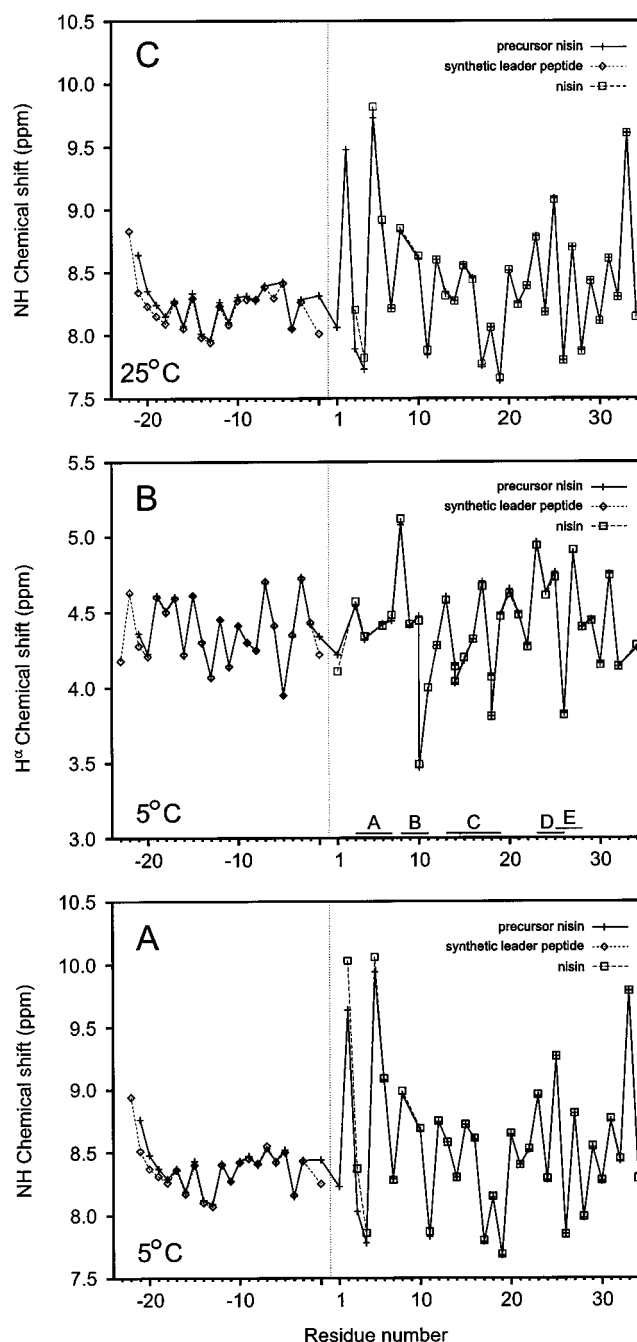 C
precursor nisin
synthetic leader peptide
nisin
NH Chemical shift (ppm)
10.5
10.0
9.5
9.0
8.5
8.0
7.5
25°C
-20
-10
1
10
20
30
B
precursor nisin
synthetic leader peptide
nisin
Hα Chemical shift (ppm)
5.5
5.0
4.5
4.0
3.5
3.0
5°C
A
B
C
D
E
-20
-10
1
10
20
30
A
precursor nisin
synthetic leader peptide
nisin
NH Chemical shift (ppm)
10.5
10.0
9.5
9.0
8.5
8.0
7.5
5°C
-20
-10
1
10
20
30
Residue number